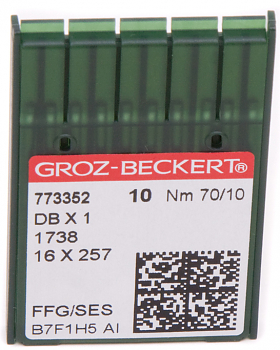 GROZ-BECKERT®
773352 10 Nm 70/10
DB X 1
1738
16 X 257
FFG/SES
B7F1H5 AI